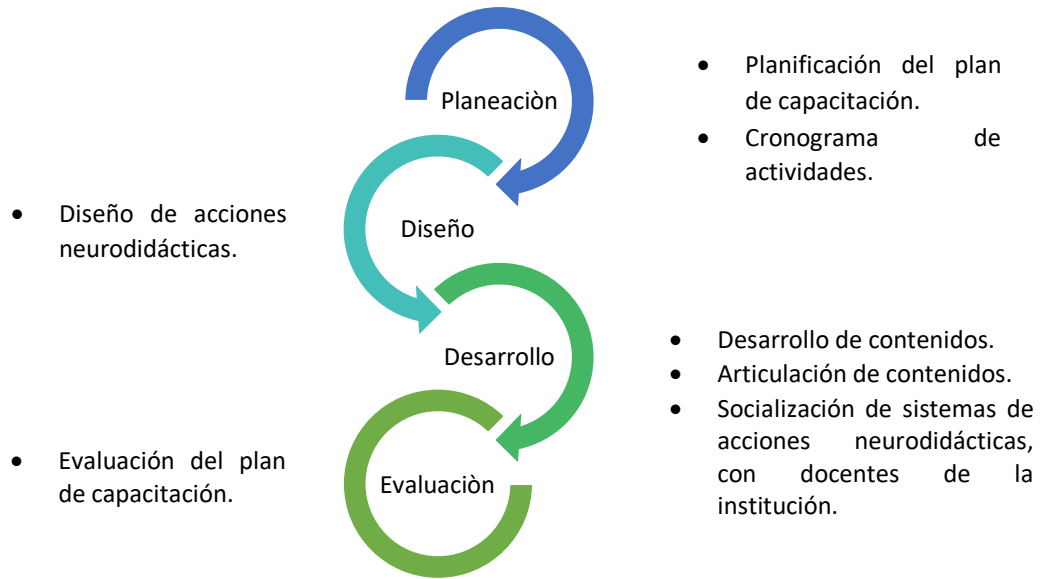 Planeaciòn
• Planificación del plan
de capacitación.
• Cronograma de
actividades.
Diseño
• Diseño de acciones
neurodidácticas.
Desarrollo
• Desarrollo de contenidos.
• Articulación de contenidos.
• Socialización de sistemas de
acciones neurodidácticas,
con docentes de la
institución.
Evaluaciòn
• Evaluación del plan
de capacitación.